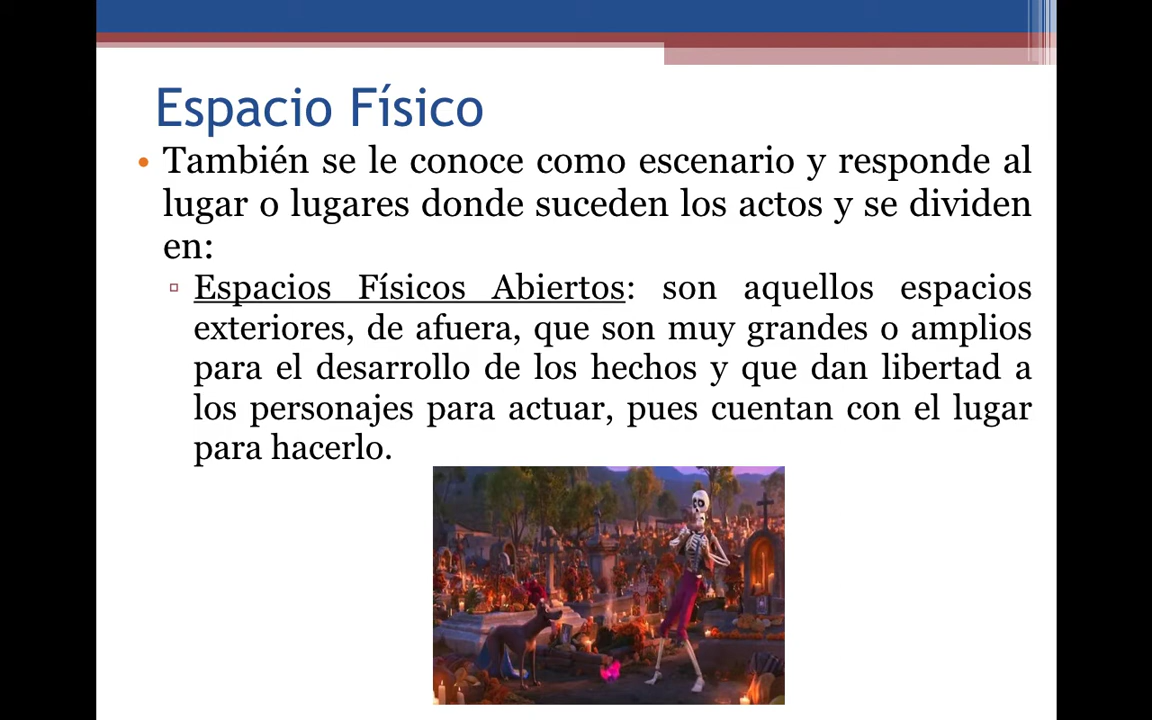 Espacio Físico
• También se le conoce como escenario y responde al
lugar o lugares donde suceden los actos y se dividen
en:
▫ Espacios Físicos Abiertos: son aquellos espacios
exteriores, de afuera, que son muy grandes o amplios
para el desarrollo de los hechos y que dan libertad a
los personajes para actuar, pues cuentan con el lugar
para hacerlo.